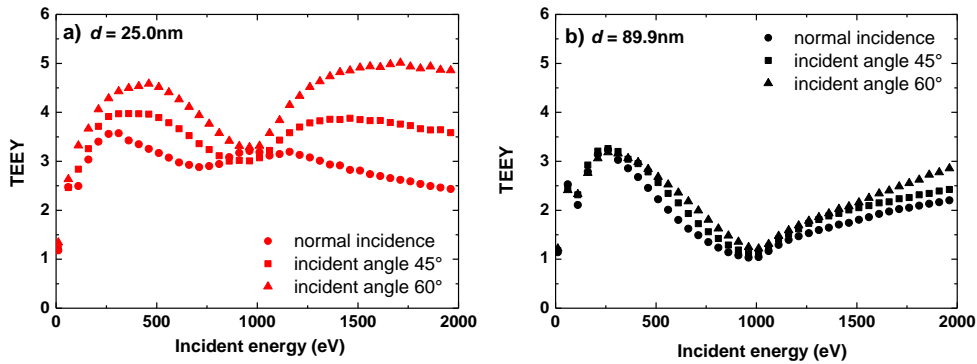 a) d = 25.0nm
6
5
4
3
2
1
0
TEEY
normal incidence
incident angle 45°
incident angle 60°
0 500 1000 1500 2000
Incident energy (eV)
b) d = 89.9nm
6
5
4
3
2
1
0
TEEY
normal incidence
incident angle 45°
incident angle 60°
0 500 1000 1500 2000
Incident energy (eV)